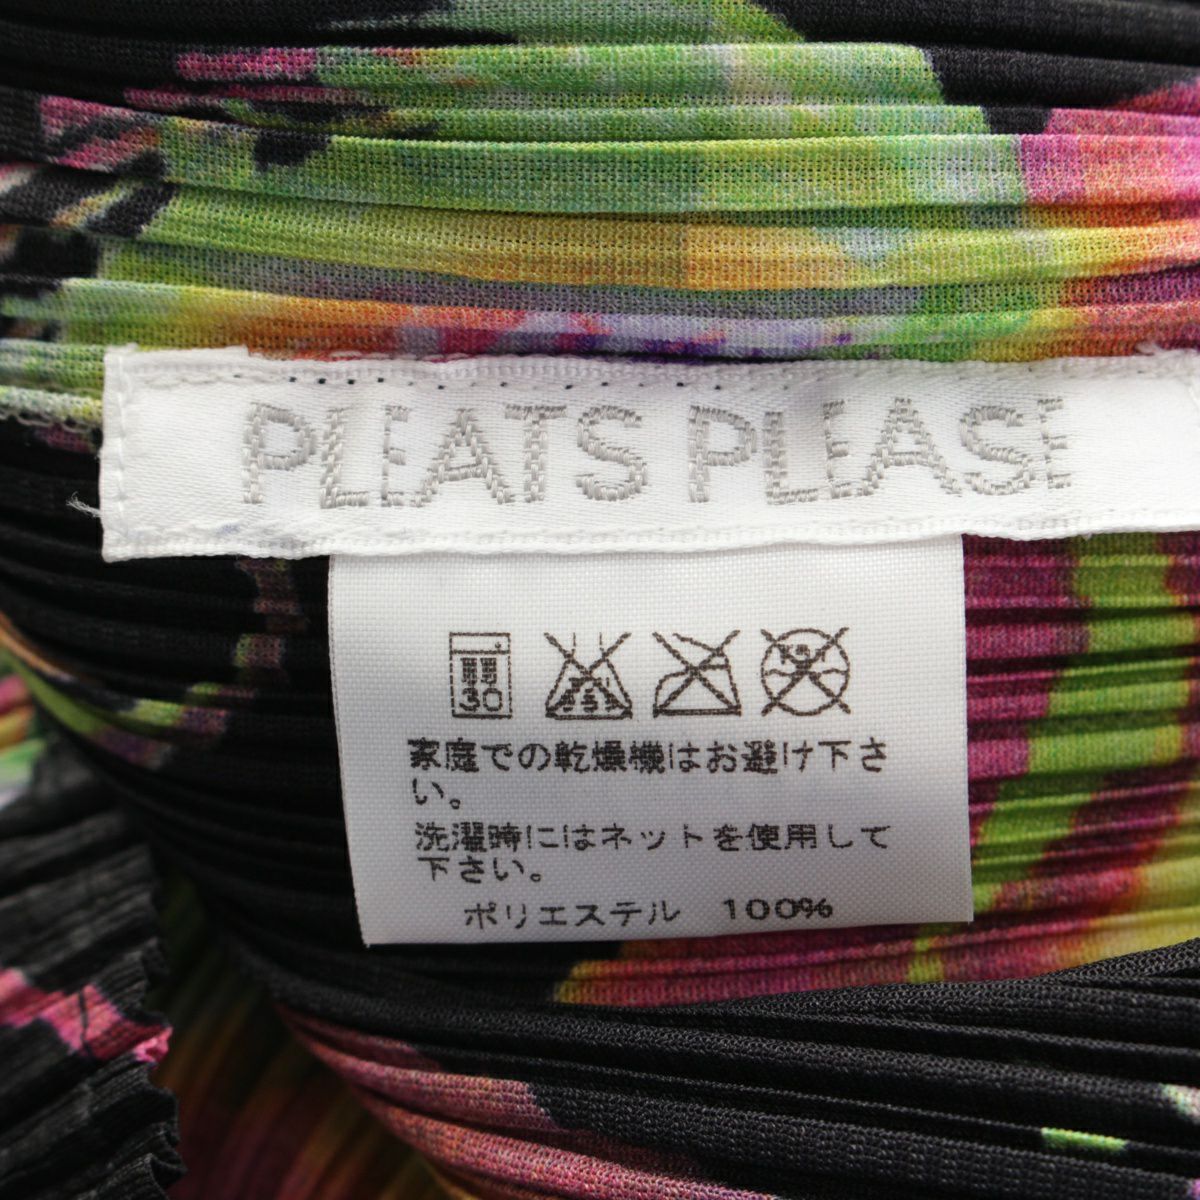 PLEATS PLEASE
30
家庭での乾燥機はお避け下さ
い。
洗濯時にはネットを使用して
下さい。
ポリエステル 100%